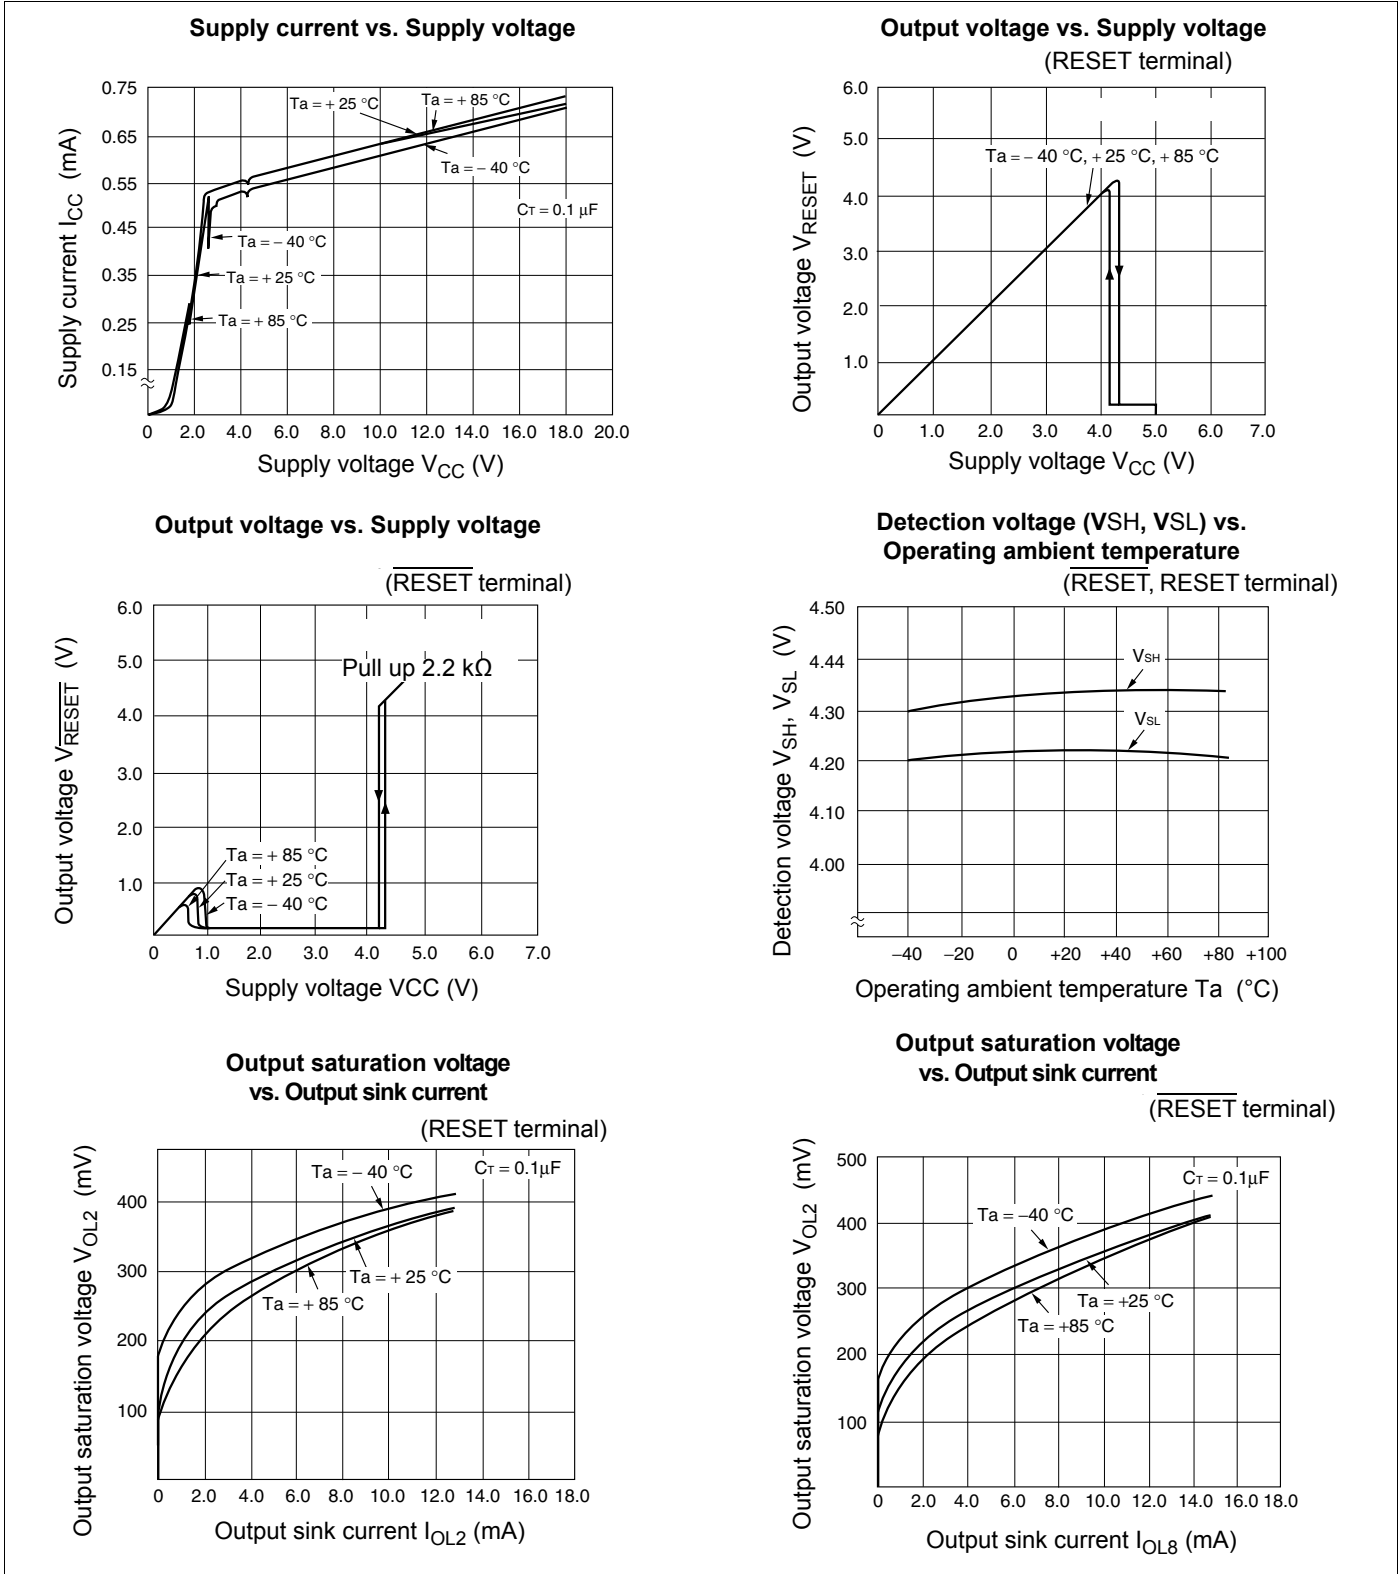 Supply current vs. Supply voltage
0.75
0.65
0.55
0.45
0.35
0.25
0.15
Supply current ICC (mA)
Ta = + 25 °C
Ta = + 85 °C
Ta = – 40 °C
CT = 0.1 μF
Ta = – 40 °C
Ta = + 25 °C
Ta = + 85 °C
0 2.0 4.0 6.0 8.0 10.0 12.0 14.0 16.0 18.0 20.0
Supply voltage VCC (V)
Output voltage vs. Supply voltage
(RESET terminal)
6.0
5.0
4.0
3.0
2.0
1.0
Output voltage VRESET (V)
Ta = – 40 °C, + 25 °C, + 85 °C
0 1.0 2.0 3.0 4.0 5.0 6.0 7.0
Supply voltage VCC (V)
Output voltage vs. Supply voltage
(RESET terminal)
6.0
5.0
4.0
3.0
2.0
1.0
Output voltage VRESET (V)
Pull up 2.2 kΩ
Ta = + 85 °C
Ta = + 25 °C
Ta = – 40 °C
0 1.0 2.0 3.0 4.0 5.0 6.0 7.0
Supply voltage VCC (V)
Detection voltage (VSH, VSL) vs.
Operating ambient temperature
(RESET, RESET terminal)
4.50
4.44
4.30
4.20
4.10
4.00
Detection voltage VSH, VSL (V)
VSH
VSL
–40 –20 0 +20 +40 +60 +80 +100
Operating ambient temperature Ta (°C)
Output saturation voltage
vs. Output sink current
(RESET terminal)
400
300
200
100
Output saturation voltage VOL2 (mV)
Ta = – 40 °C
CT = 0.1μF
Ta = + 25 °C
Ta = + 85 °C
0 2.0 4.0 6.0 8.0 10.0 12.0 14.0 16.0 18.0
Output sink current IOL2 (mA)
Output saturation voltage
vs. Output sink current
(RESET terminal)
500
400
300
200
100
Output saturation voltage VOL2 (mV)
CT = 0.1μF
Ta = –40 °C
Ta = +25 °C
Ta = +85 °C
0 2.0 4.0 6.0 8.0 10.0 12.0 14.0 16.0 18.0
Output sink current IOL8 (mA)